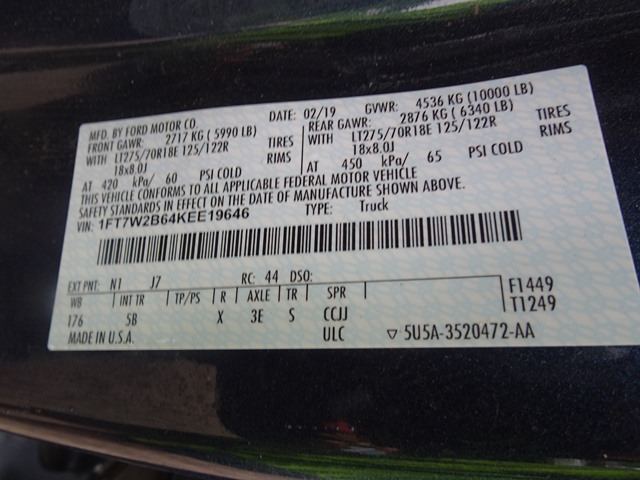 MFD. BY FORD MOTOR CO. DATE: 02/19 GVWR: 4536 KG (10000 LB)
FRONT GAWR: 2717 KG (5990 LB) REAR GAWR: 2876 KG (6340 LB)
WITH LT275/70R18E 125/122R TIRES WITH LT275/70R18E 125/122R TIRES
18x8.0J RIMS 18x8.0J RIMS
AT 420 kPa/ 60 PSI COLD AT 450 kPa/ 65 PSI COLD
THIS VEHICLE CONFORMS TO ALL APPLICABLE FEDERAL MOTOR VEHICLE
SAFETY STANDARDS IN EFFECT ON THE DATE OF MANUFACTURE SHOWN ABOVE.
VIN: 1FT7W2B64KEE19646 TYPE: Truck
EXT PNT: N1 J7 RC: 44 DSO: F1449
WB INT TR TP/PS R AXLE TR SPR T1249
176 5B X 3E S CCJJ
MADE IN U.S.A. ULC ▽ 5U5A-3520472-AA